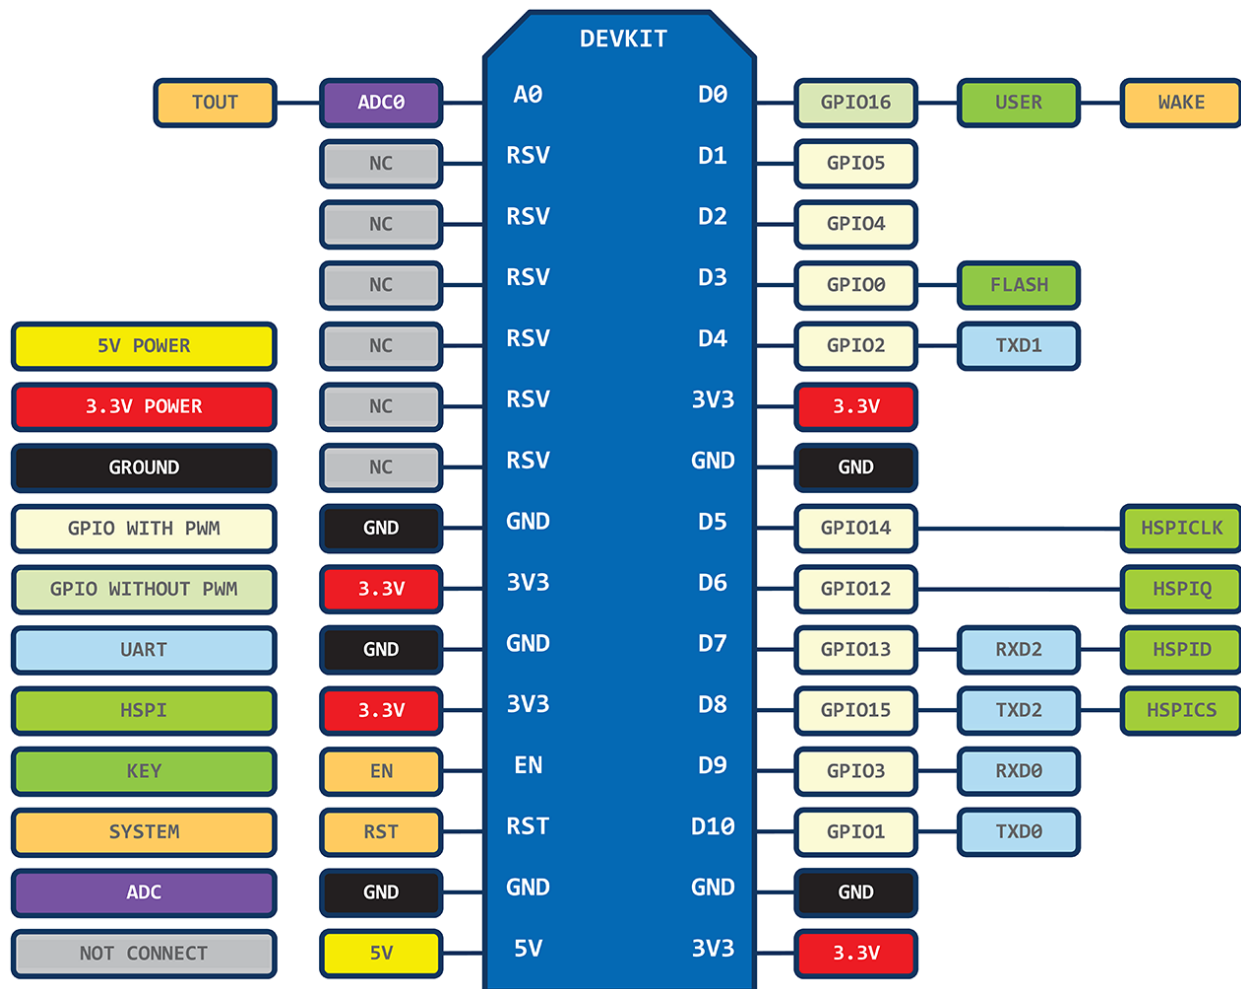 DEVKIT
TOUT ADC0 A0 D0 GPIO16 USER WAKE
NC RSV D1 GPIO5
NC RSV D2 GPIO4
NC RSV D3 GPIO0 FLASH
5V POWER NC RSV D4 GPIO2 TXD1
3.3V POWER NC RSV 3V3 3.3V
GROUND NC RSV GND GND
GPIO WITH PWM GND GND D5 GPIO14 HSPICLK
GPIO WITHOUT PWM 3.3V 3V3 D6 GPIO12 HSPIQ
UART GND GND D7 GPIO13 RXD2 HSPID
HSPI 3.3V 3V3 D8 GPIO15 TXD2 HSPICS
KEY EN EN D9 GPIO3 RXD0
SYSTEM RST RST D10 GPIO1 TXD0
ADC GND GND GND GND
NOT CONNECT 5V 5V 3V3 3.3V